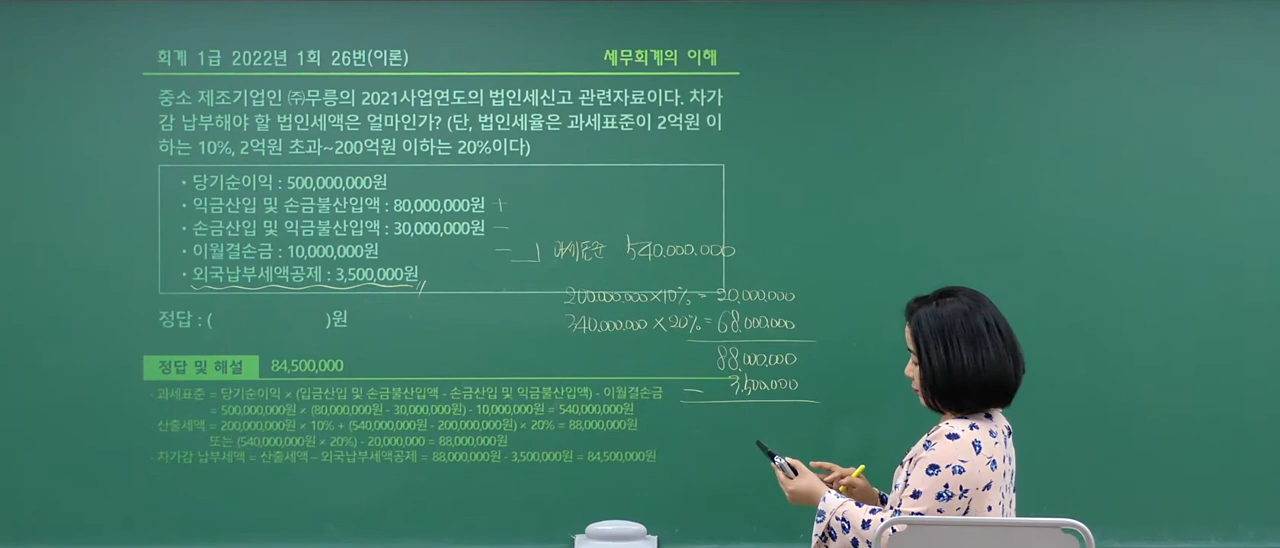 회계 1급 2022년 1회 26번(이론)
세무회계의 이해
중소 제조기업인 ㈜무릉의 2021사업연도의 법인세신고 관련자료이다. 차가
감 납부해야 할 법인세액은 얼마인가? (단, 법인세율은 과세표준이 2억원 이
하는 10%, 2억원 초과~200억원 이하는 20%이다)
· 당기순이익 : 500,000,000원
· 익금산입 및 손금불산입액 : 80,000,000원 +
· 손금산입 및 익금불산입액 : 30,000,000원 -
· 이월결손금 : 10,000,000원 -
과세표준 540,000,000
· 외국납부세액공제 : 3,500,000원
200,000,000 × 10% = 20,000,000
340,000,000 × 20% = 68,000,000
88,000,000
- 3,500,000
정답 : ( )원
정답 및 해설 84,500,000
· 과세표준 = 당기순이익 × (입금산입 및 손금불산입액 - 손금산입 및 익금불산입액) - 이월결손금
= 500,000,000원 × (80,000,000원 - 30,000,000원) - 10,000,000원 = 540,000,000원
· 산출세액 = 200,000,000원 × 10% + (540,000,000원 - 200,000,000원) × 20% = 88,000,000원
또는 (540,000,000원 × 20%) - 20,000,000 = 88,000,000원
· 차가감 납부세액 = 산출세액 – 외국납부세액공제 = 88,000,000원 - 3,500,000원 = 84,500,000원